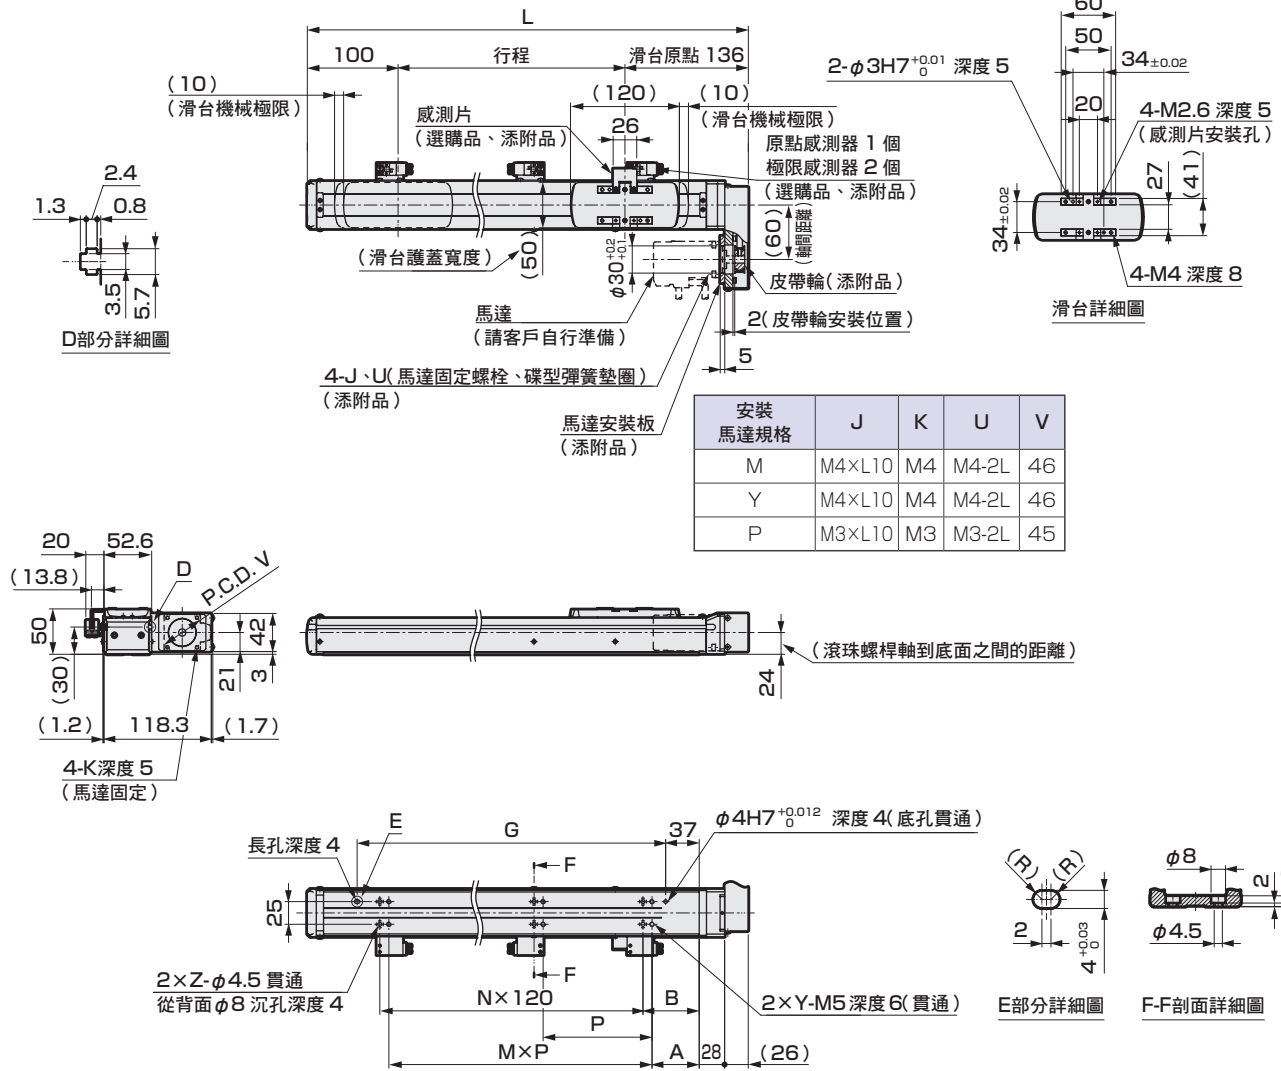 L
100
行程
滑台原點 136
(10)
(滑台機械極限)
(120)
(10)
(滑台機械極限)
感測片
(選購品、添附品)
26
原點感測器 1 個
極限感測器 2 個
(選購品、添附品)
(滑台護蓋寬度)
(50)
φ30 +0.2 +0.1
(60)
(軸間距離)
皮帶輪(添附品)
馬達
(請客戶自行準備)
2(皮帶輪安裝位置)
5
4-J、U(馬達固定螺栓、碟型彈簧墊圈)
(添附品)
馬達安裝板
(添附品)
2.4
1.3
0.8
3.5
5.7
D部分詳細圖
60
50
2-φ3H7 +0.01 0 深度 5
34±0.02
20
4-M2.6 深度 5
(感測片安裝孔)
27
(41)
34±0.02
4-M4 深度 8
滑台詳細圖
安裝
馬達規格
J K U V
M M4×L10 M4 M4-2L 46
Y M4×L10 M4 M4-2L 46
P M3×L10 M3 M3-2L 45
20
52.6
(13.8)
D
P.C.D. V
50
(30)
42
21
3
(1.2)
118.3
(1.7)
4-K深度 5
(馬達固定)
24
(滾珠螺桿軸到底面之間的距離)
E
G
37
φ4H7 +0.012 0 深度 4(底孔貫通)
長孔深度 4
F
25
F
2×Z-φ4.5 貫通
從背面φ8 沉孔深度 4
N×120
B
2×Y-M5 深度 6(貫通)
P
M×P
A
28
(26)
(R)
(R)
2
4 +0.03 0
E部分詳細圖
φ8
2
φ4.5
F-F剖面詳細圖